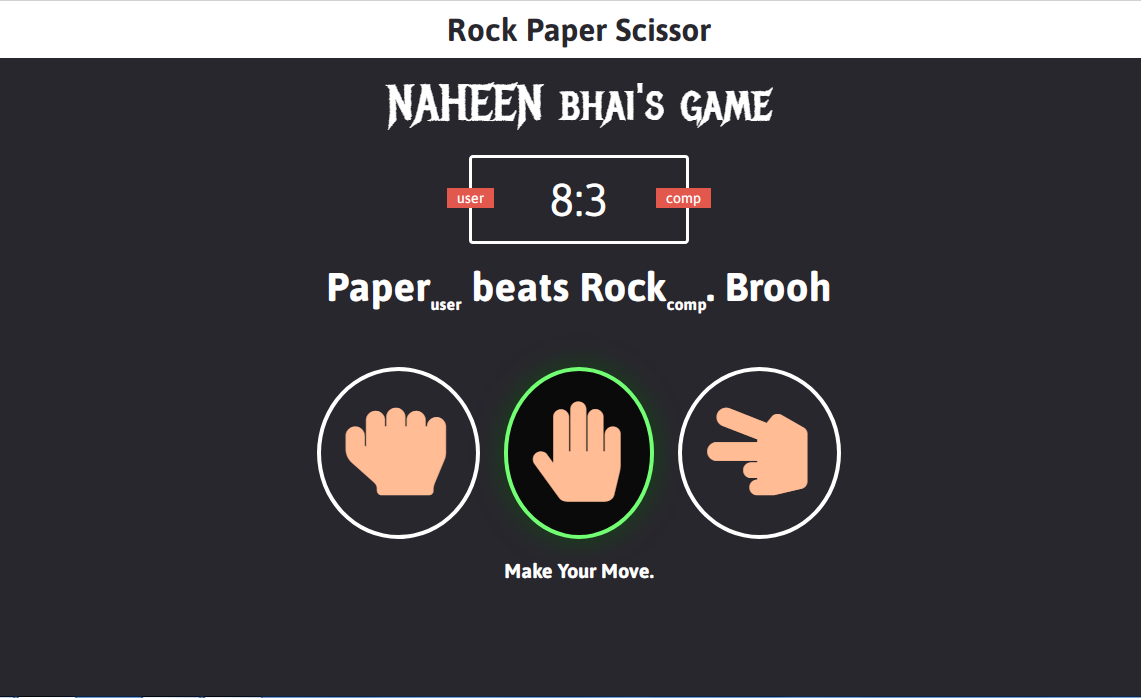 Rock Paper Scissor
NAHEEN BHAI'S GAME
user 8:3 comp
Paper user beats Rock comp. Brooh
Make Your Move.